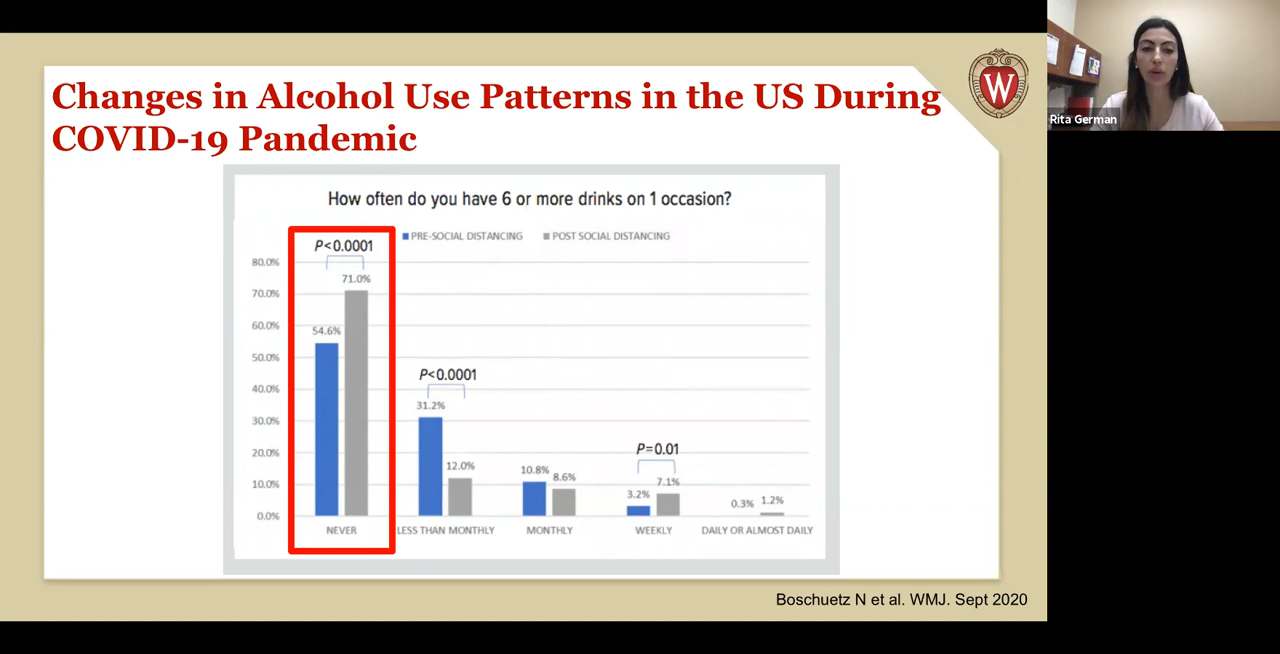 Changes in Alcohol Use Patterns in the US During
COVID-19 Pandemic
W
Rita German
How often do you have 6 or more drinks on 1 occasion?
PRE-SOCIAL DISTANCING POST SOCIAL DISTANCING
P<0.0001
80.0%
70.0%
60.0%
50.0%
40.0%
30.0%
20.0%
10.0%
0.0%
54.6%
71.0%
P<0.0001
31.2%
12.0%
10.8%
8.6%
P=0.01
3.2%
7.1%
0.3%
1.2%
NEVER
LESS THAN MONTHLY
MONTHLY
WEEKLY
DAILY OR ALMOST DAILY
Boschuetz N et al. WMJ. Sept 2020